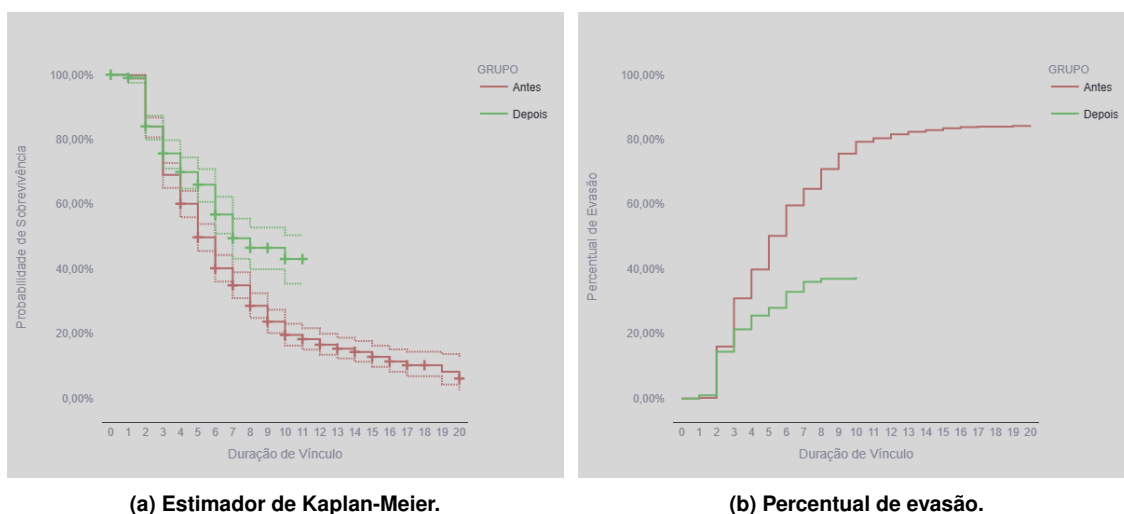 GRUPO
Antes
Depois
Probabilidade de Sobrevivência
100,00%
80,00%
60,00%
40,00%
20,00%
0,00%
0 1 2 3 4 5 6 7 8 9 10 11 12 13 14 15 16 17 18 19 20
Duração de Vínculo
(a) Estimador de Kaplan-Meier.
GRUPO
Antes
Depois
Percentual de Evasão
100,00%
80,00%
60,00%
40,00%
20,00%
0,00%
0 1 2 3 4 5 6 7 8 9 10 11 12 13 14 15 16 17 18 19 20
Duração de Vínculo
(b) Percentual de evasão.